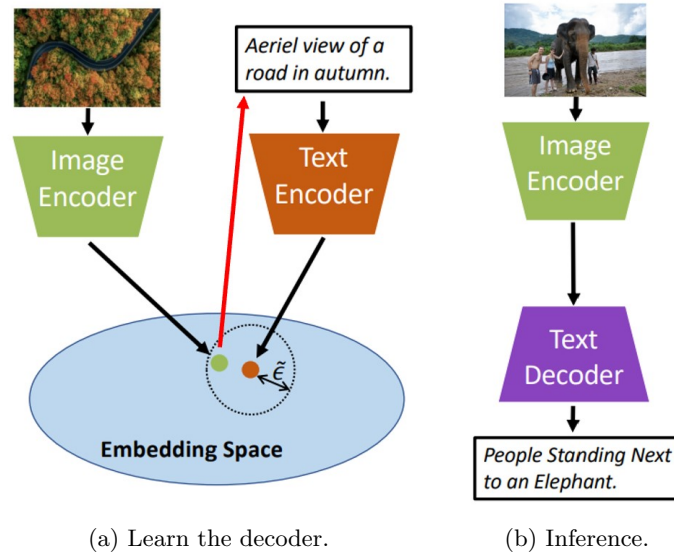 Aeriel view of a
road in autumn.
Image
Encoder
Text
Encoder
ϵ̃
Embedding Space
(a) Learn the decoder.
Image
Encoder
Text
Decoder
People Standing Next
to an Elephant.
(b) Inference.